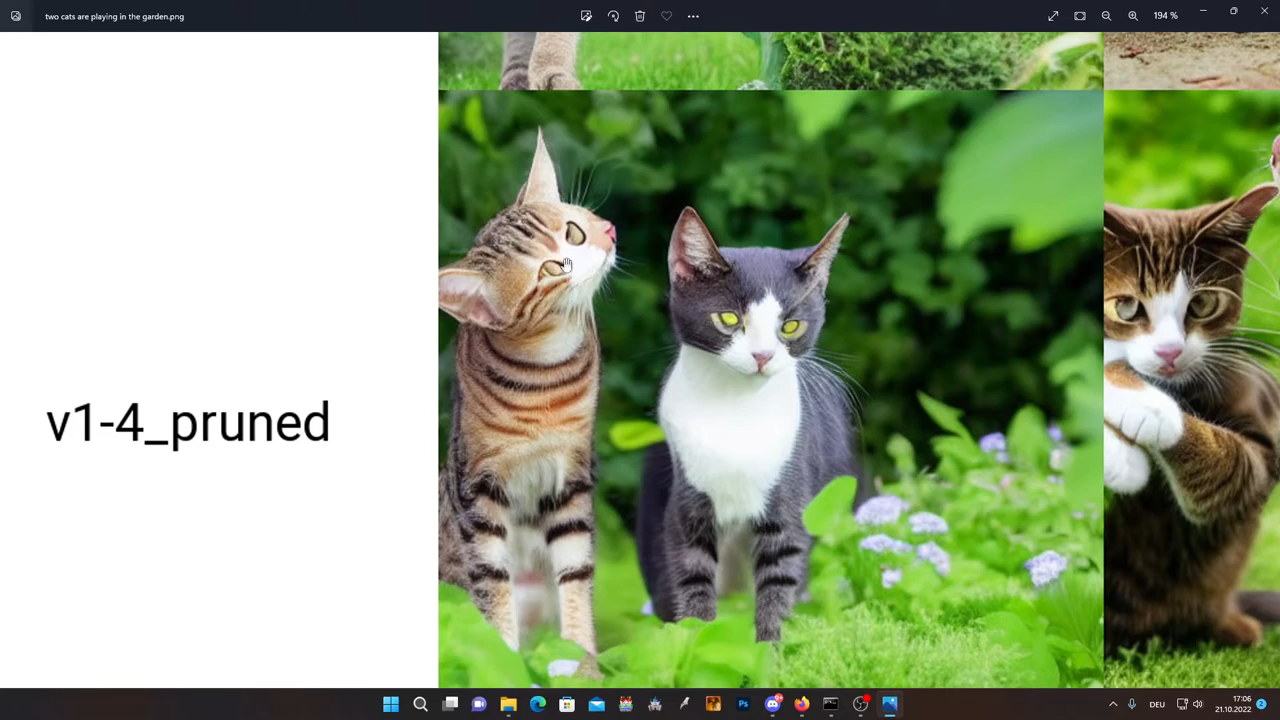 two cats are playing in the garden.png
194 %
v1-4_pruned
DEU
17:06
21.10.2022